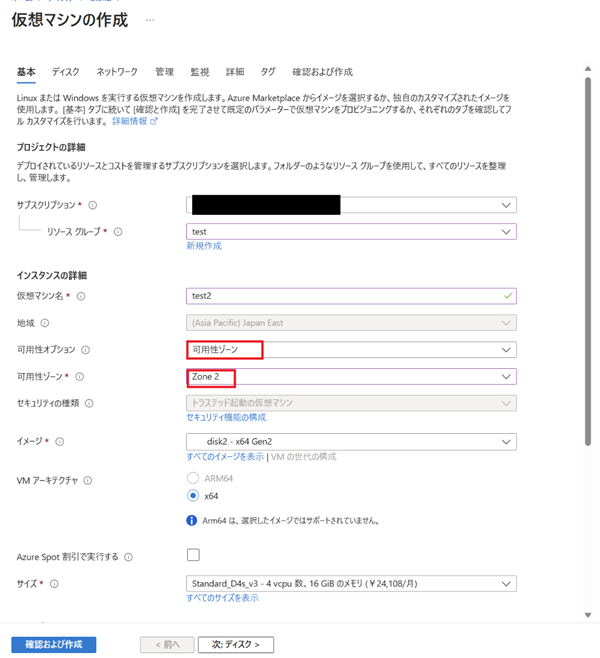 仮想マシンの作成 ...
基本 ディスク ネットワーク 管理 監視 詳細 タグ 確認および作成
Linux または Windows を実行する仮想マシンを作成します。Azure Marketplace からイメージを選択するか、独自のカスタマイズされたイメージを
使用します。[基本] タブに続いて [確認と作成] を完了させて既定のパラメーターで仮想マシンをプロビジョニングするか、それぞれのタブを確認してフ
ル カスタマイズを行います。 詳細情報
プロジェクトの詳細
デプロイされているリソースとコストを管理するサブスクリプションを選択します。フォルダーのようなリソース グループを使用して、すべてのリソースを整理
し、管理します。
サブスクリプション *
リソース グループ * test
新規作成
インスタンスの詳細
仮想マシン名 * test2
地域 (Asia Pacific) Japan East
可用性オプション 可用性ゾーン
可用性ゾーン * Zone 2
セキュリティの種類 トラステッド起動の仮想マシン
セキュリティ機能の構成
イメージ * disk2 - x64 Gen2
すべてのイメージを表示 | VM の世代の構成
VM アーキテクチャ ARM64
x64
Arm64 は、選択したイメージではサポートされていません。
Azure Spot 割引で実行する
サイズ * Standard_D4s_v3 - 4 vcpu 数、16 GiB のメモリ (¥24,108/月)
すべてのサイズを表示
確認および作成 < 前へ 次: ディスク >